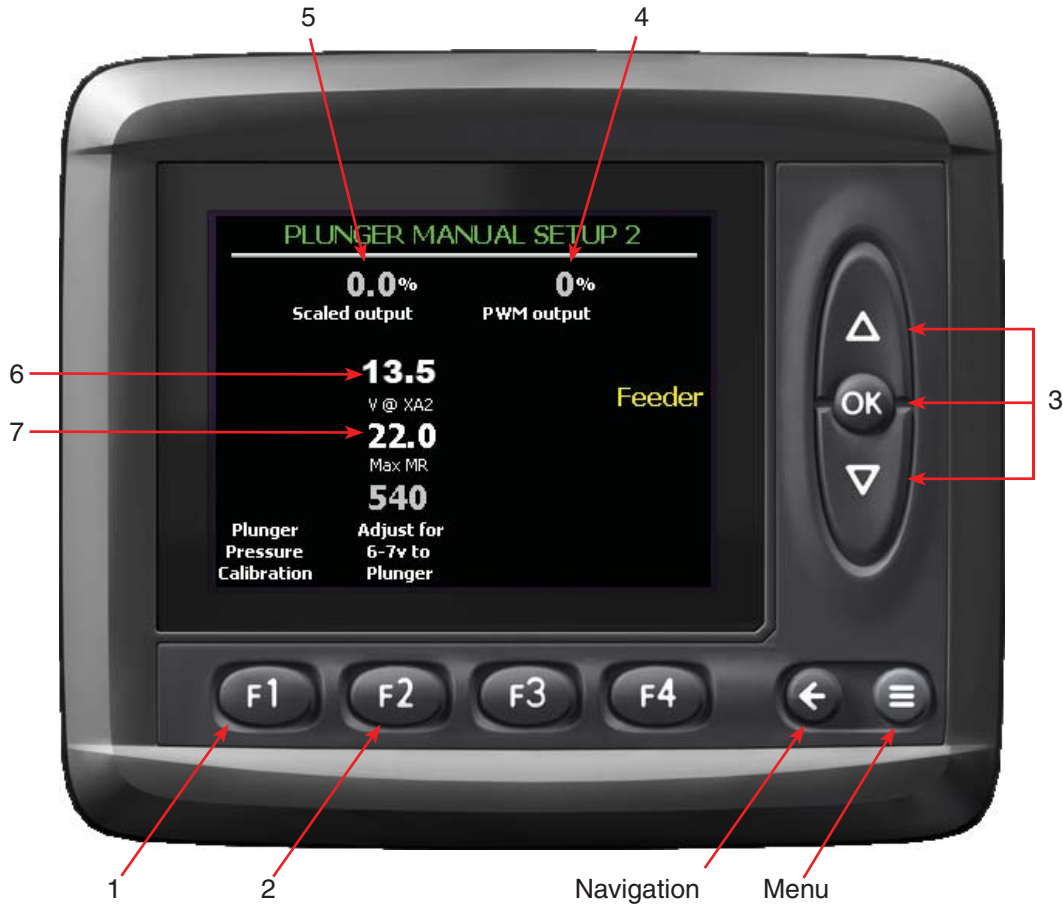 5 4
PLUNGER MANUAL SETUP 2
0.0% 0%
Scaled output PWM output
6 13.5
V @ XA2
Feeder
OK
3
7 22.0
Max MR
540
Plunger Adjust for
Pressure 6-7v to
Calibration Plunger
F1 F2 F3 F4
1 2 Navigation Menu